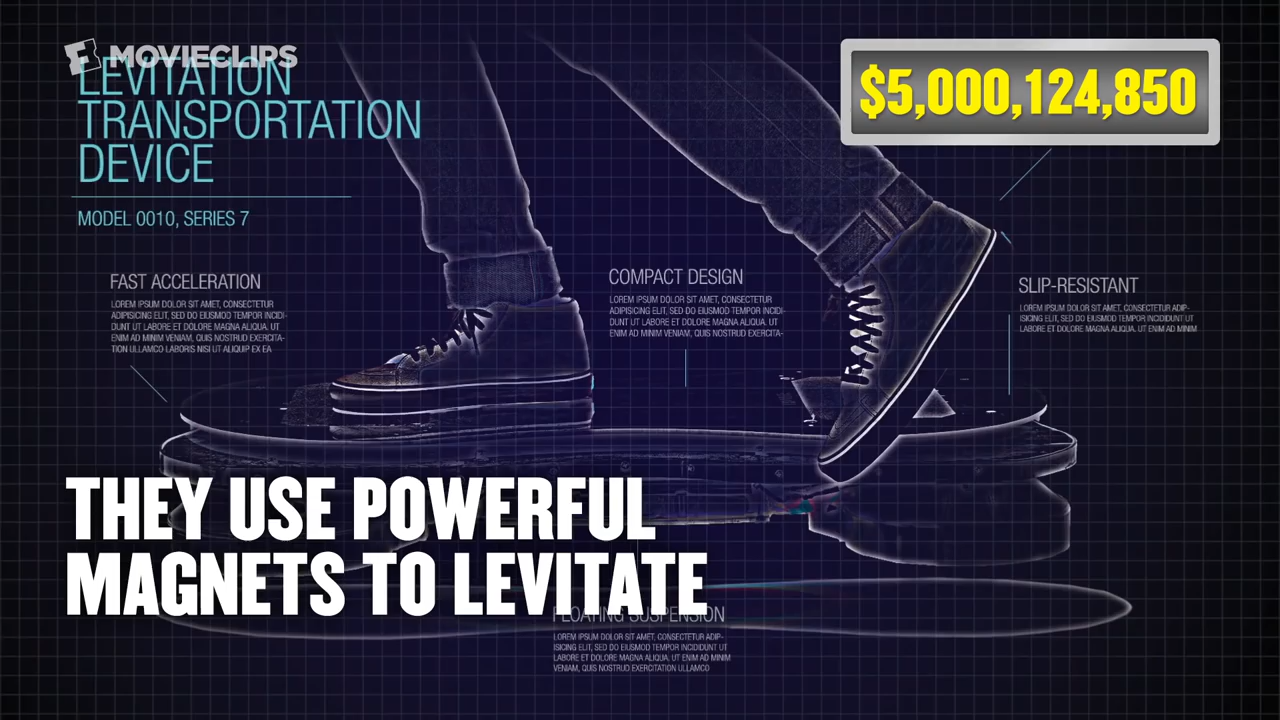 MOVIECLIPS
LEVITATION
TRANSPORTATION
DEVICE
$5,000,124,850
MODEL 0010, SERIES 7
FAST ACCELERATION
LOREM IPSUM DOLOR SIT AMET, CONSECTETUR
ADIPISICING ELIT, SED DO EIUSMOD TEMPOR INCIDI-
DUNT UT LABORE ET DOLORE MAGNA ALIQUA. UT
ENIM AD MINIM VENIAM, QUIS NOSTRUD EXERCITA-
TION ULLAMCO LABORIS NISI UT ALIQUIP EX EA
COMPACT DESIGN
LOREM IPSUM DOLOR SIT AMET, CONSECTETUR
ADIPISICING ELIT, SED DO EIUSMOD TEMPOR INCIDI-
DUNT UT LABORE ET DOLORE MAGNA ALIQUA. UT
ENIM AD MINIM VENIAM, QUIS NOSTRUD EXERCITA-
SLIP-RESISTANT
LOREM IPSUM DOLOR SIT AMET, CONSECTETUR ADIP-
ISICING ELIT, SED DO EIUSMOD TEMPOR INCIDIDUNT UT
LABORE ET DOLORE MAGNA ALIQUA. UT ENIM AD MINIM
THEY USE POWERFUL
MAGNETS TO LEVITATE
FLOATING SUSPENSION
LOREM IPSUM DOLOR SIT AMET, CONSECTETUR ADIP-
ISICING ELIT, SED DO EIUSMOD TEMPOR INCIDIDUNT UT
LABORE ET DOLORE MAGNA ALIQUA. UT ENIM AD MINIM
VENIAM, QUIS NOSTRUD EXERCITATION ULLAMCO